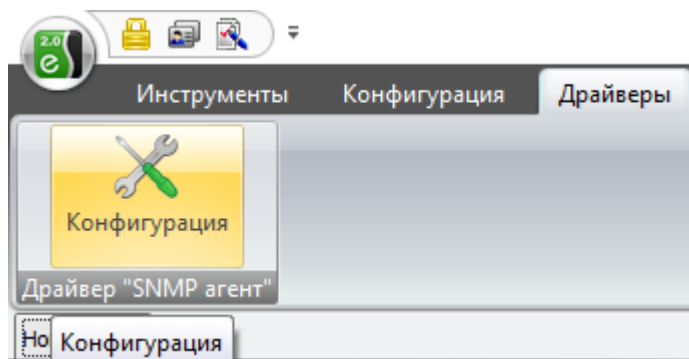 2.0
e
Инструменты Конфигурация Драйверы
Конфигурация
Драйвер "SNMP агент"
Но
Конфигурация